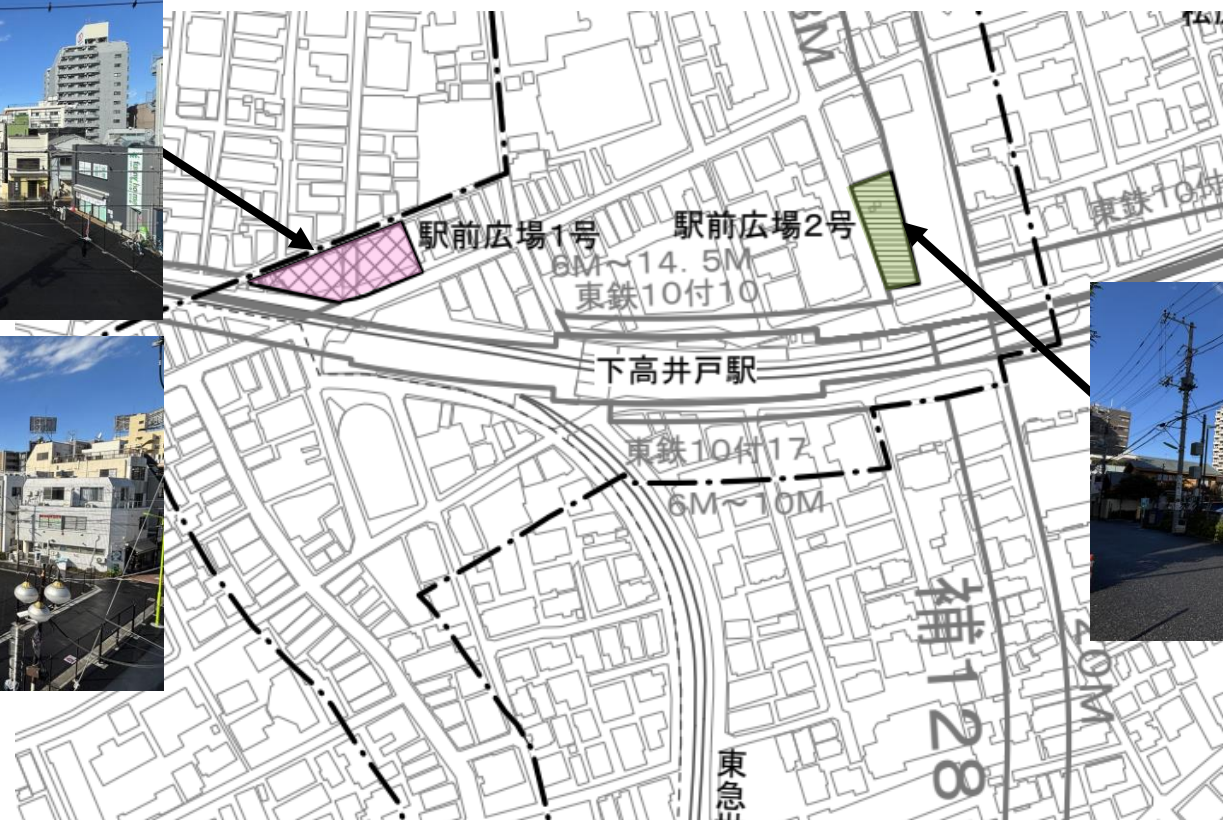 駅前広場1号
駅前広場2号
6M～14.5M
東鉄10付10
東鉄10付
下高井戸駅
東鉄10付17
6M～10M
補128
20M
東急